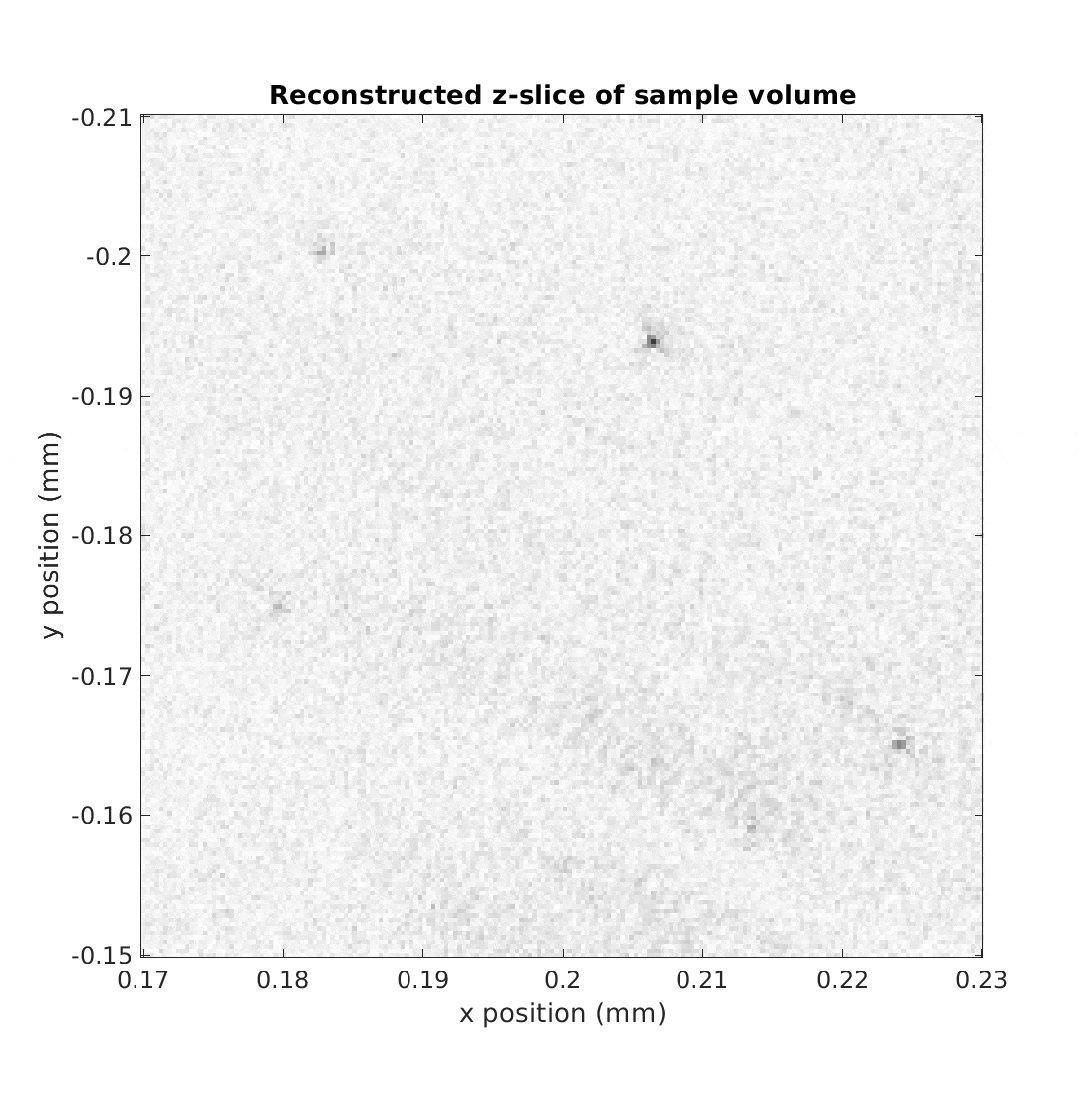 Reconstructed z-slice of sample volume
-0.21
-0.2
-0.19
-0.18
-0.17
-0.16
-0.15
y position (mm)
0.17 0.18 0.19 0.2 0.21 0.22 0.23
x position (mm)